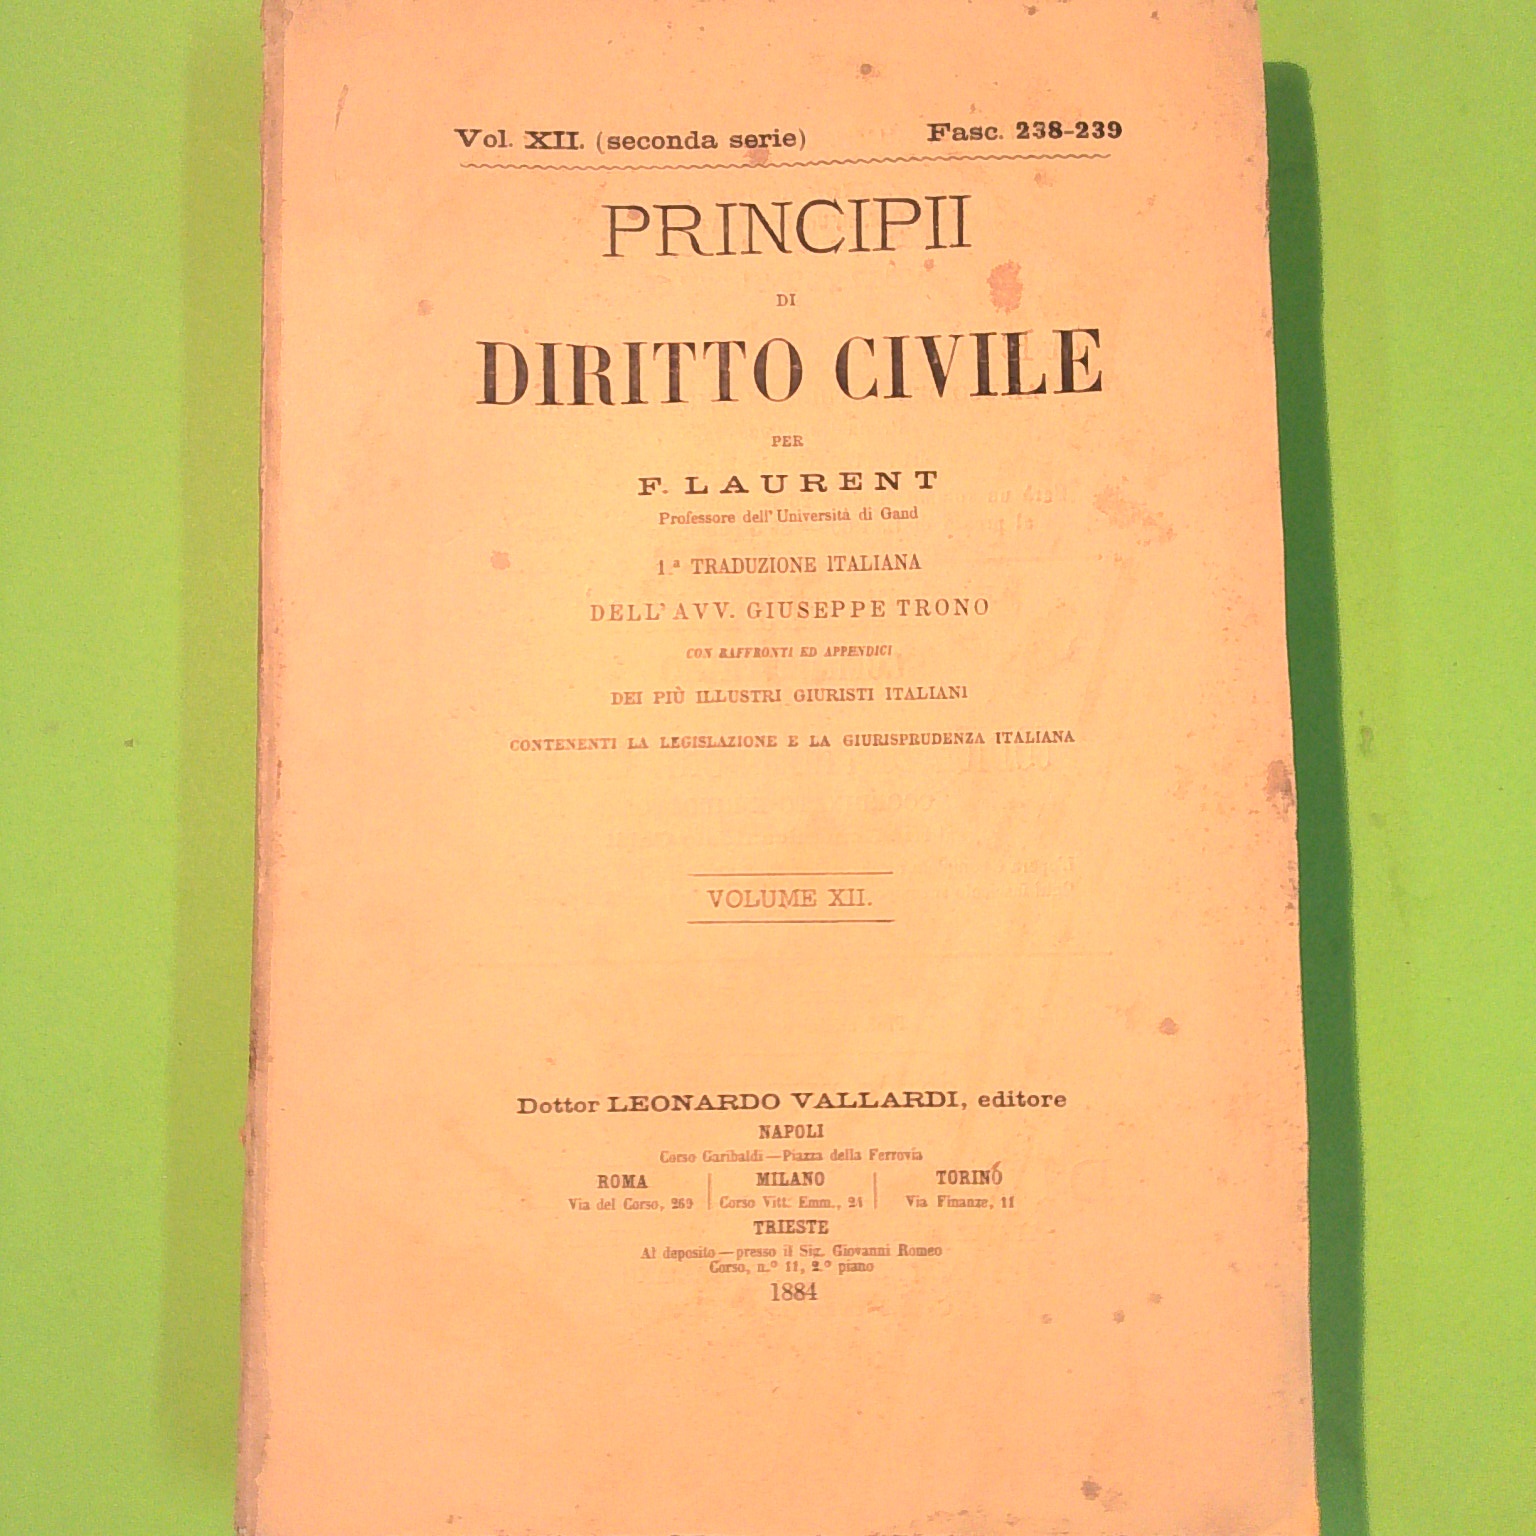 Vol. XII. (seconda serie) Fasc. 238-239
PRINCIPII
DI
DIRITTO CIVILE
PER
F. LAURENT
Professore dell' Università di Gand
1.ª TRADUZIONE ITALIANA
DELL' AVV. GIUSEPPE TRONO
CON RAFFRONTI ED APPENDICI
DEI PIÙ ILLUSTRI GIURISTI ITALIANI
CONTENENTI LA LEGISLAZIONE E LA GIURISPRUDENZA ITALIANA
VOLUME XII.
Dottor LEONARDO VALLARDI, editore
NAPOLI
Corso Garibaldi—Piazza della Ferrovia
ROMA MILANO TORINO
Via del Corso, 269 Corso Vitt. Emm., 21 Via Finanze, 11
TRIESTE
Al deposito—presso il Sig. Giovanni Romeo
Corso, n.º 11, 2.º piano
1884